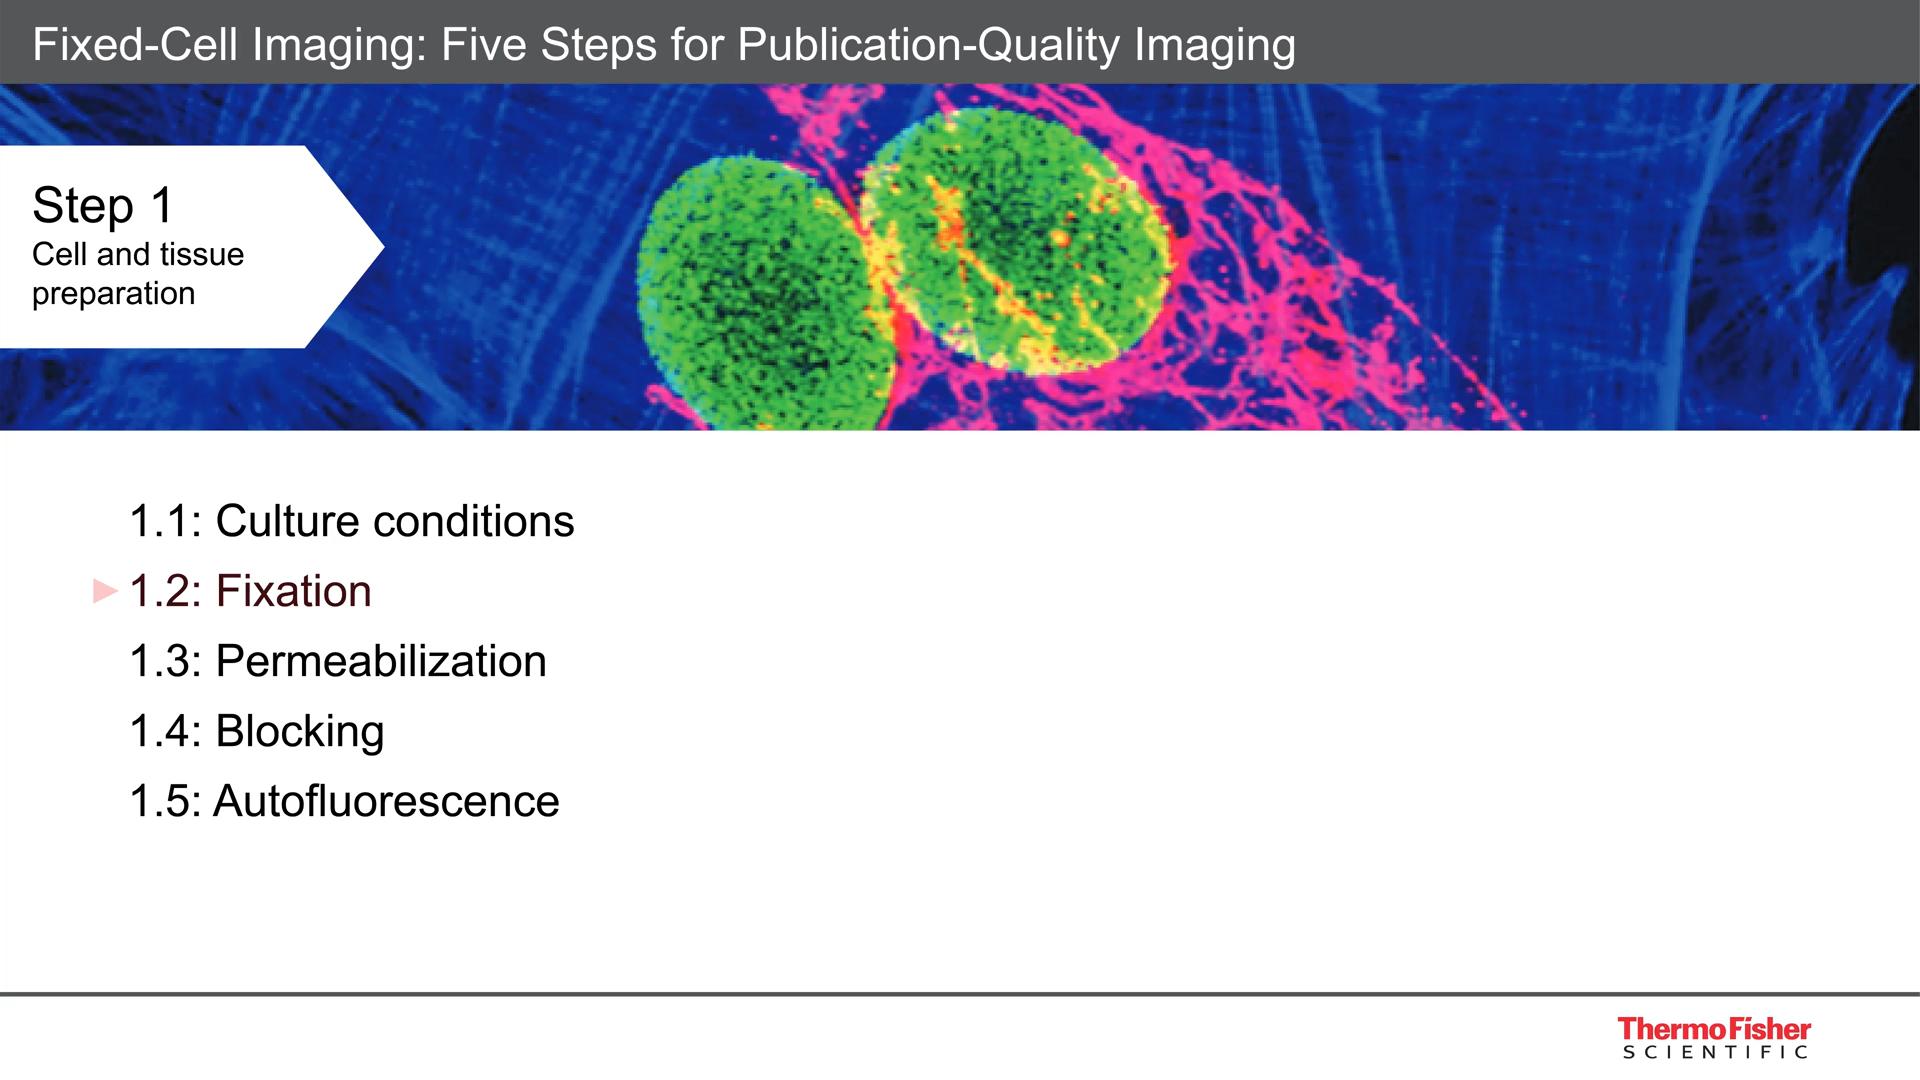 Fixed-Cell Imaging: Five Steps for Publication-Quality Imaging
Step 1
Cell and tissue
preparation
1.1: Culture conditions
1.2: Fixation
1.3: Permeabilization
1.4: Blocking
1.5: Autofluorescence
ThermoFisher
SCIENTIFIC